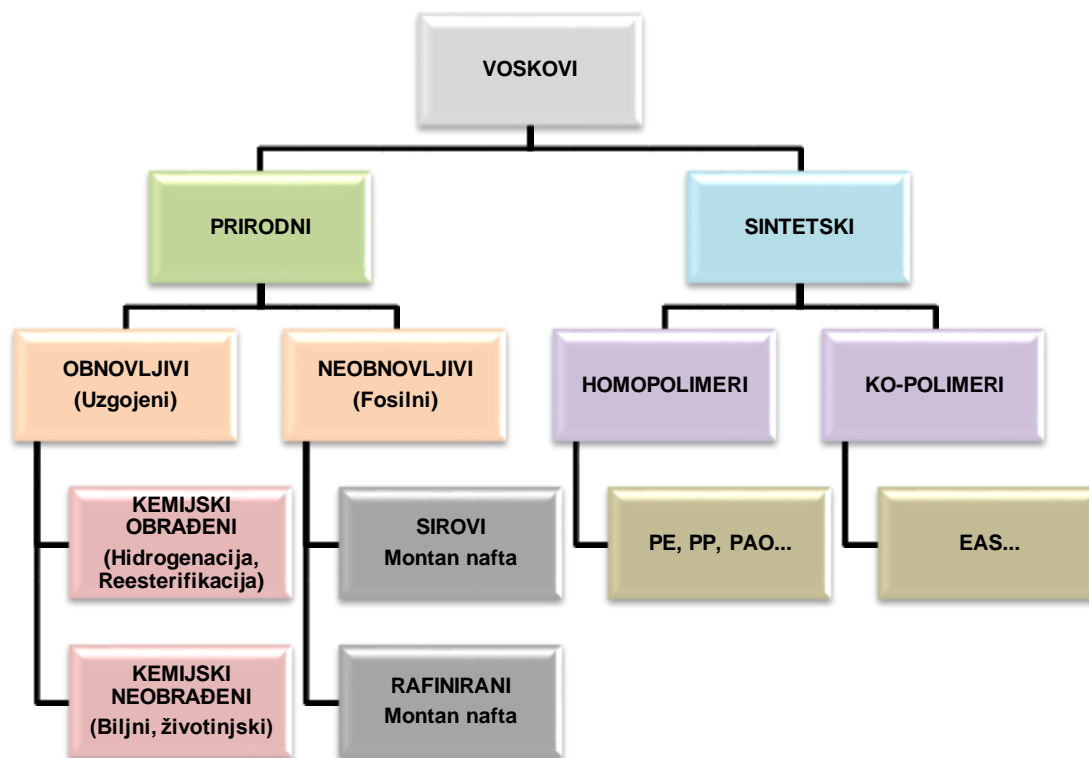 VOSKOVI
PRIRODNI
SINTETSKI
OBNOVLJIVI
(Uzgojeni)
NEOBNOVLJIVI
(Fosilni)
HOMOPOLIMERI
KO-POLIMERI
KEMIJSKI
OBRAĐENI
(Hidrogenacija,
Reesterifikacija)
SIROVI
Montan nafta
PE, PP, PAO...
EAS...
KEMIJSKI
NEOBRAĐENI
(Biljni, životinjski)
RAFINIRANI
Montan nafta